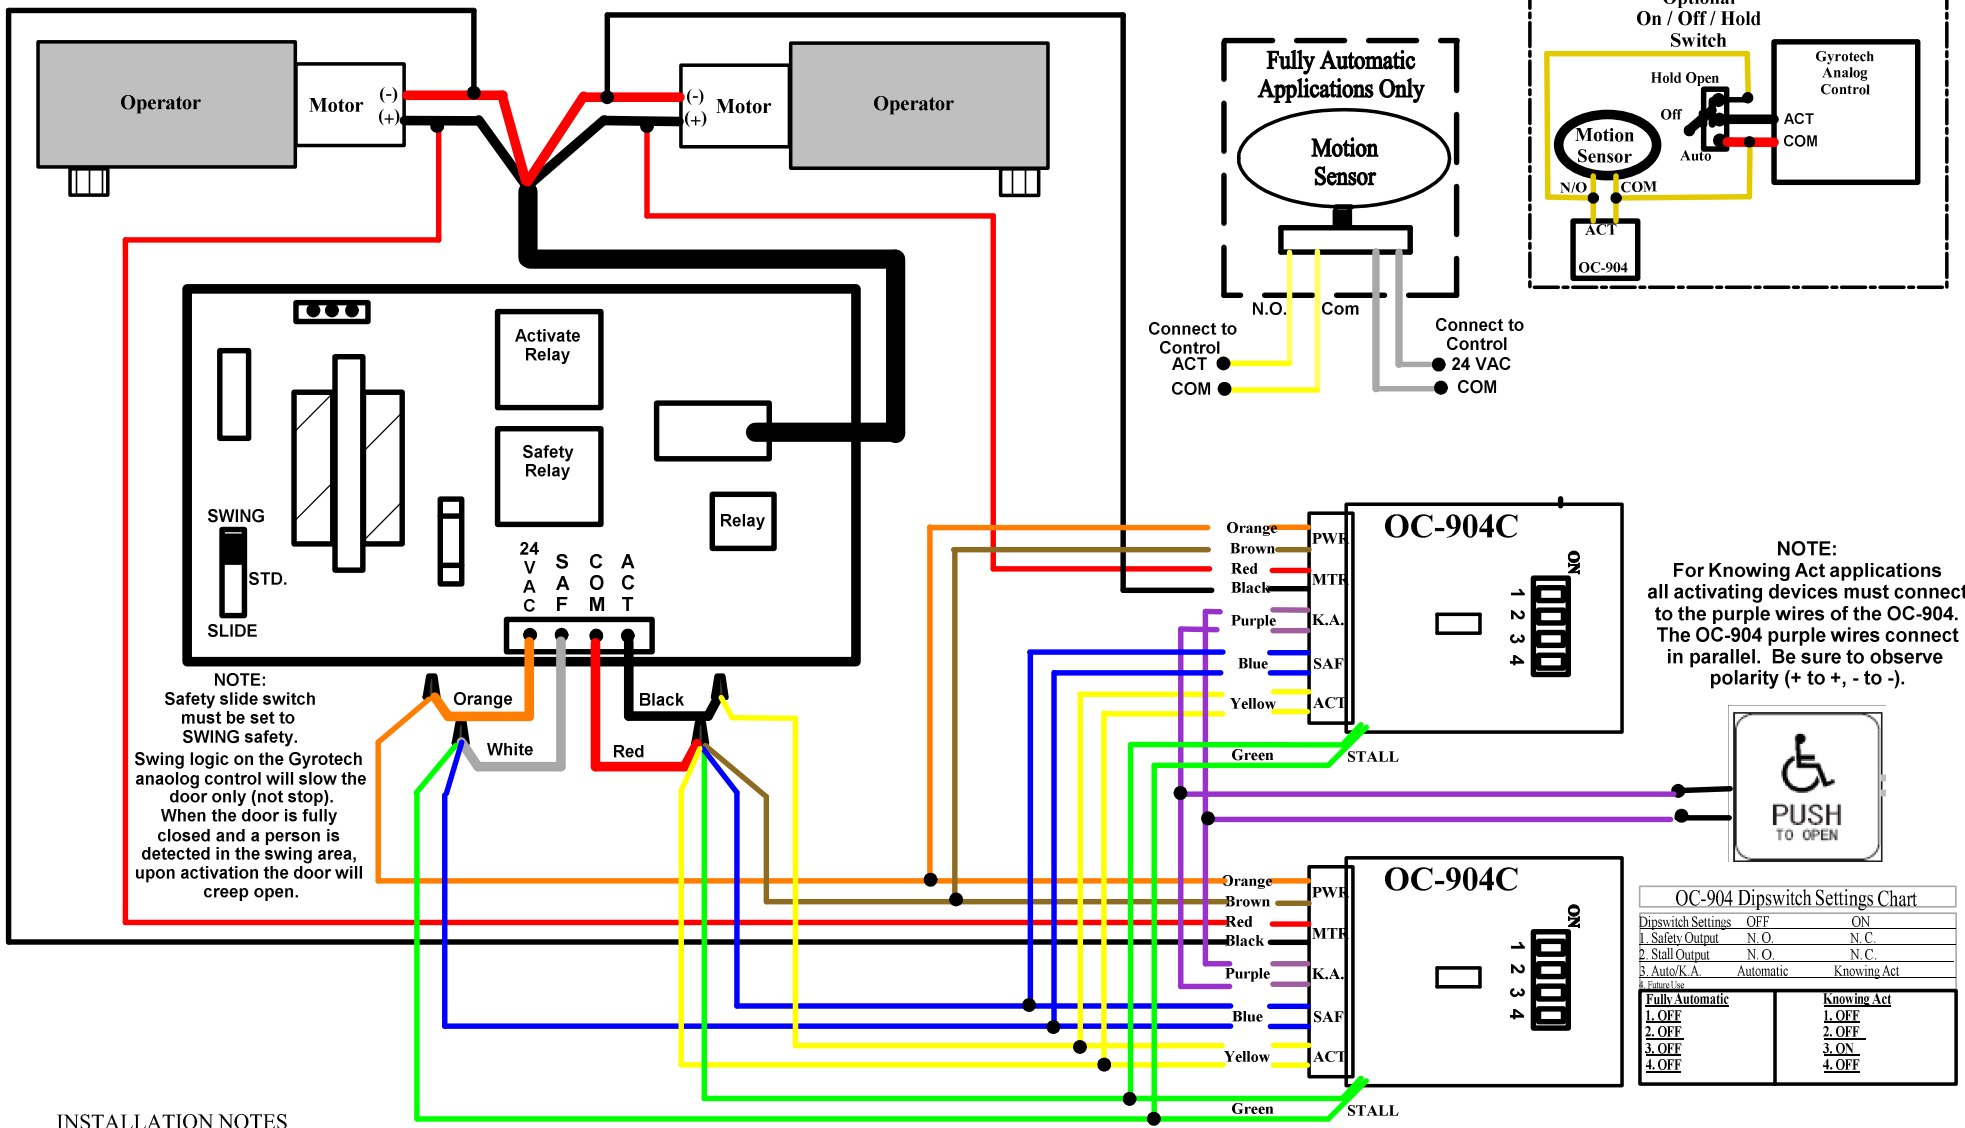 Operator
Motor
(-)
(+)
(-)
(+)
Motor
Operator
Fully Automatic
Applications Only
Motion
Sensor
N.O.
Com
Connect to
Control
ACT
COM
Connect to
Control
24 VAC
COM
Optional
On / Off / Hold
Switch
Hold Open
Off
Auto
Gyrotech
Analog
Control
ACT
COM
Motion
Sensor
N/O
COM
ACT
OC-904
Activate
Relay
Safety
Relay
Relay
SWING
STD.
SLIDE
24
V
A
C
S
A
F
C
O
M
A
C
T
NOTE:
Safety slide switch
must be set to
SWING safety.
Swing logic on the Gyrotech
anaolog control will slow the
door only (not stop).
When the door is fully
closed and a person is
detected in the swing area,
upon activation the door will
creep open.
Orange
White
Red
Black
Orange
Brown
Red
Black
Purple
Blue
Yellow
Green
PWR
MTR
K.A.
SAF
ACT
STALL
OC-904C
ON
1
2
3
4
NOTE:
For Knowing Act applications
all activating devices must connect
to the purple wires of the OC-904.
The OC-904 purple wires connect
in parallel. Be sure to observe
polarity (+ to +, - to -).
PUSH
TO OPEN
Orange
Brown
Red
Black
Purple
Blue
Yellow
Green
PWR
MTR
K.A.
SAF
ACT
STALL
OC-904C
ON
1
2
3
4
OC-904 Dipswitch Settings Chart
Dipswitch Settings OFF ON
1. Safety Output N. O. N. C.
2. Stall Output N. O. N.C.
3. Auto/K.A. Automatic Knowing Act
4. Future Use
Fully Automatic Knowing Act
1. OFF 1. OFF
2. OFF 2. OFF
3. OFF 3. ON
4. OFF 4. OFF
INSTALLATION NOTES